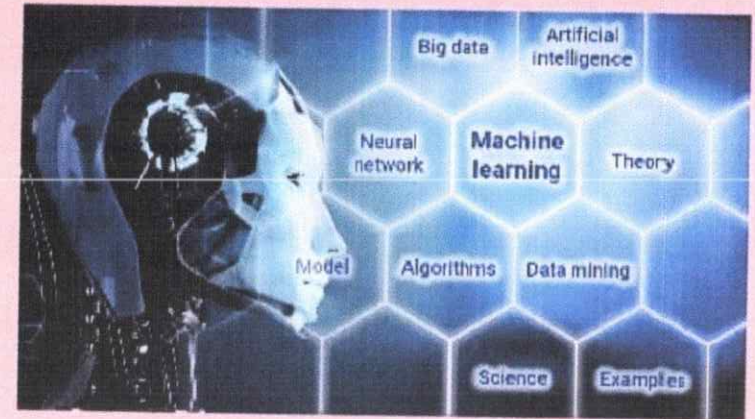 Big data
Artificial
intelligence
Neural
network
Machine
learning
Theory
Model
Algorithms
Data mining
Science
Examples